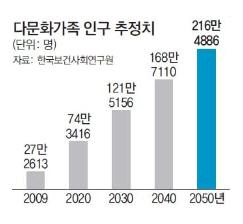 다문화가족 인구 추정치
(단위: 명)
자료: 한국보건사회연구원
216만
4886
168만
7110
121만
5156
74만
3416
27만
2613
2009 2020 2030 2040 2050년